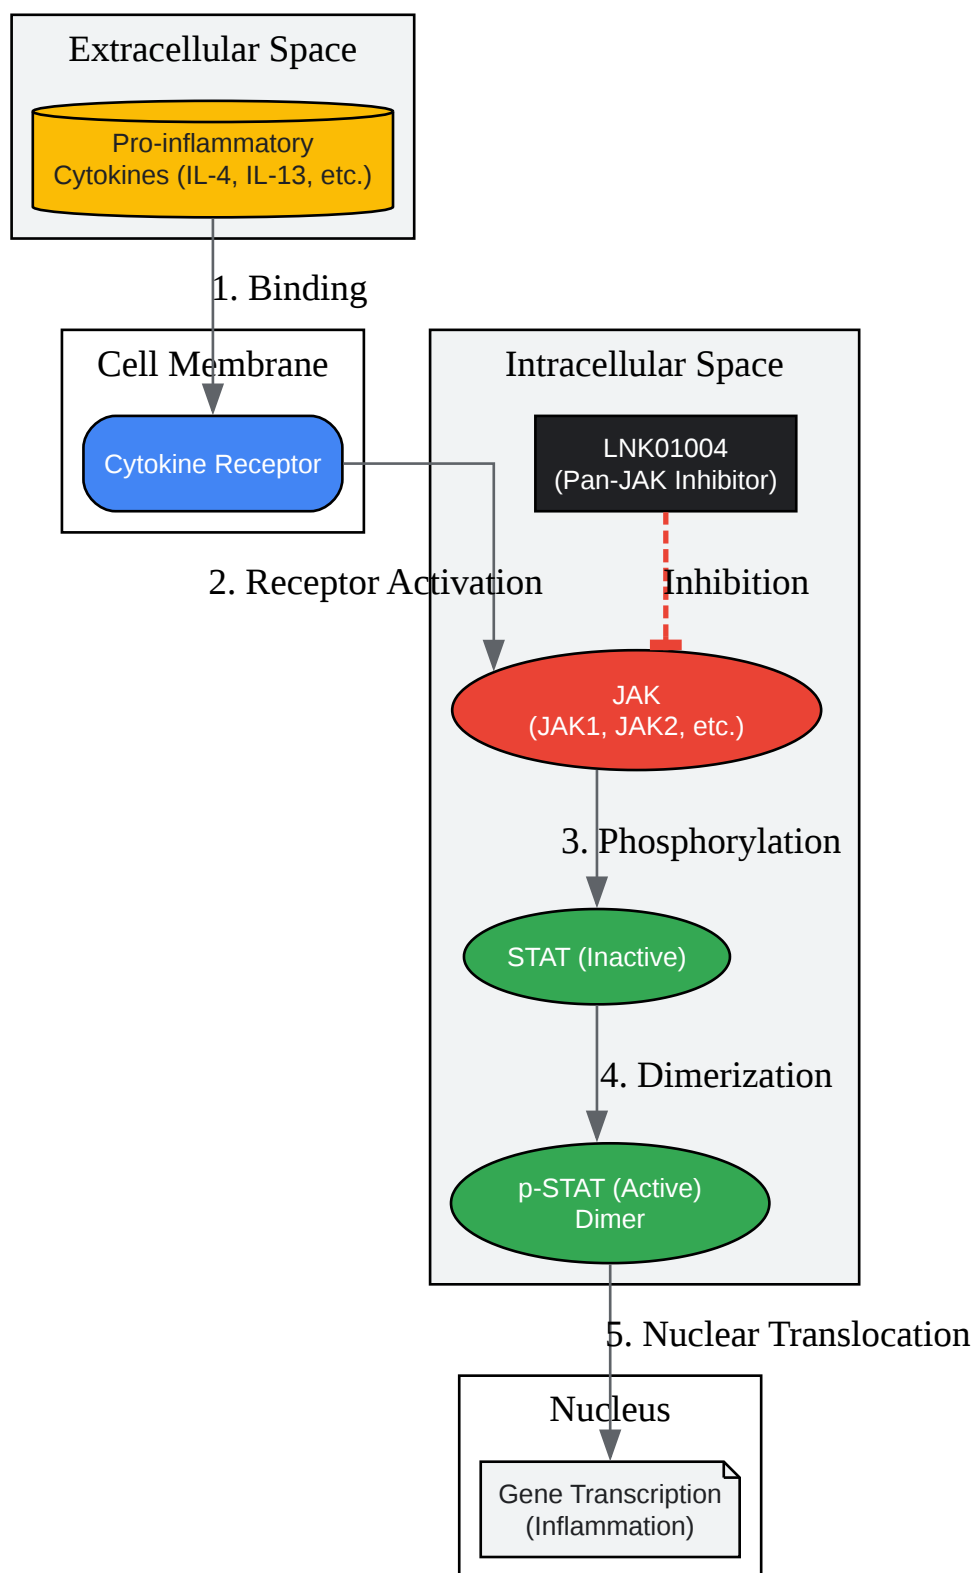 Extracellular Space
Pro-inflammatory
Cytokines (IL-4, IL-13, etc.)
1. Binding
Cell Membrane
Cytokine Receptor
Intracellular Space
LNK01004
(Pan-JAK Inhibitor)
2. Receptor Activation
Inhibition
JAK
(JAK1, JAK2, etc.)
3. Phosphorylation
STAT (Inactive)
4. Dimerization
p-STAT (Active)
Dimer
5. Nuclear Translocation
Nucleus
Gene Transcription
(Inflammation)